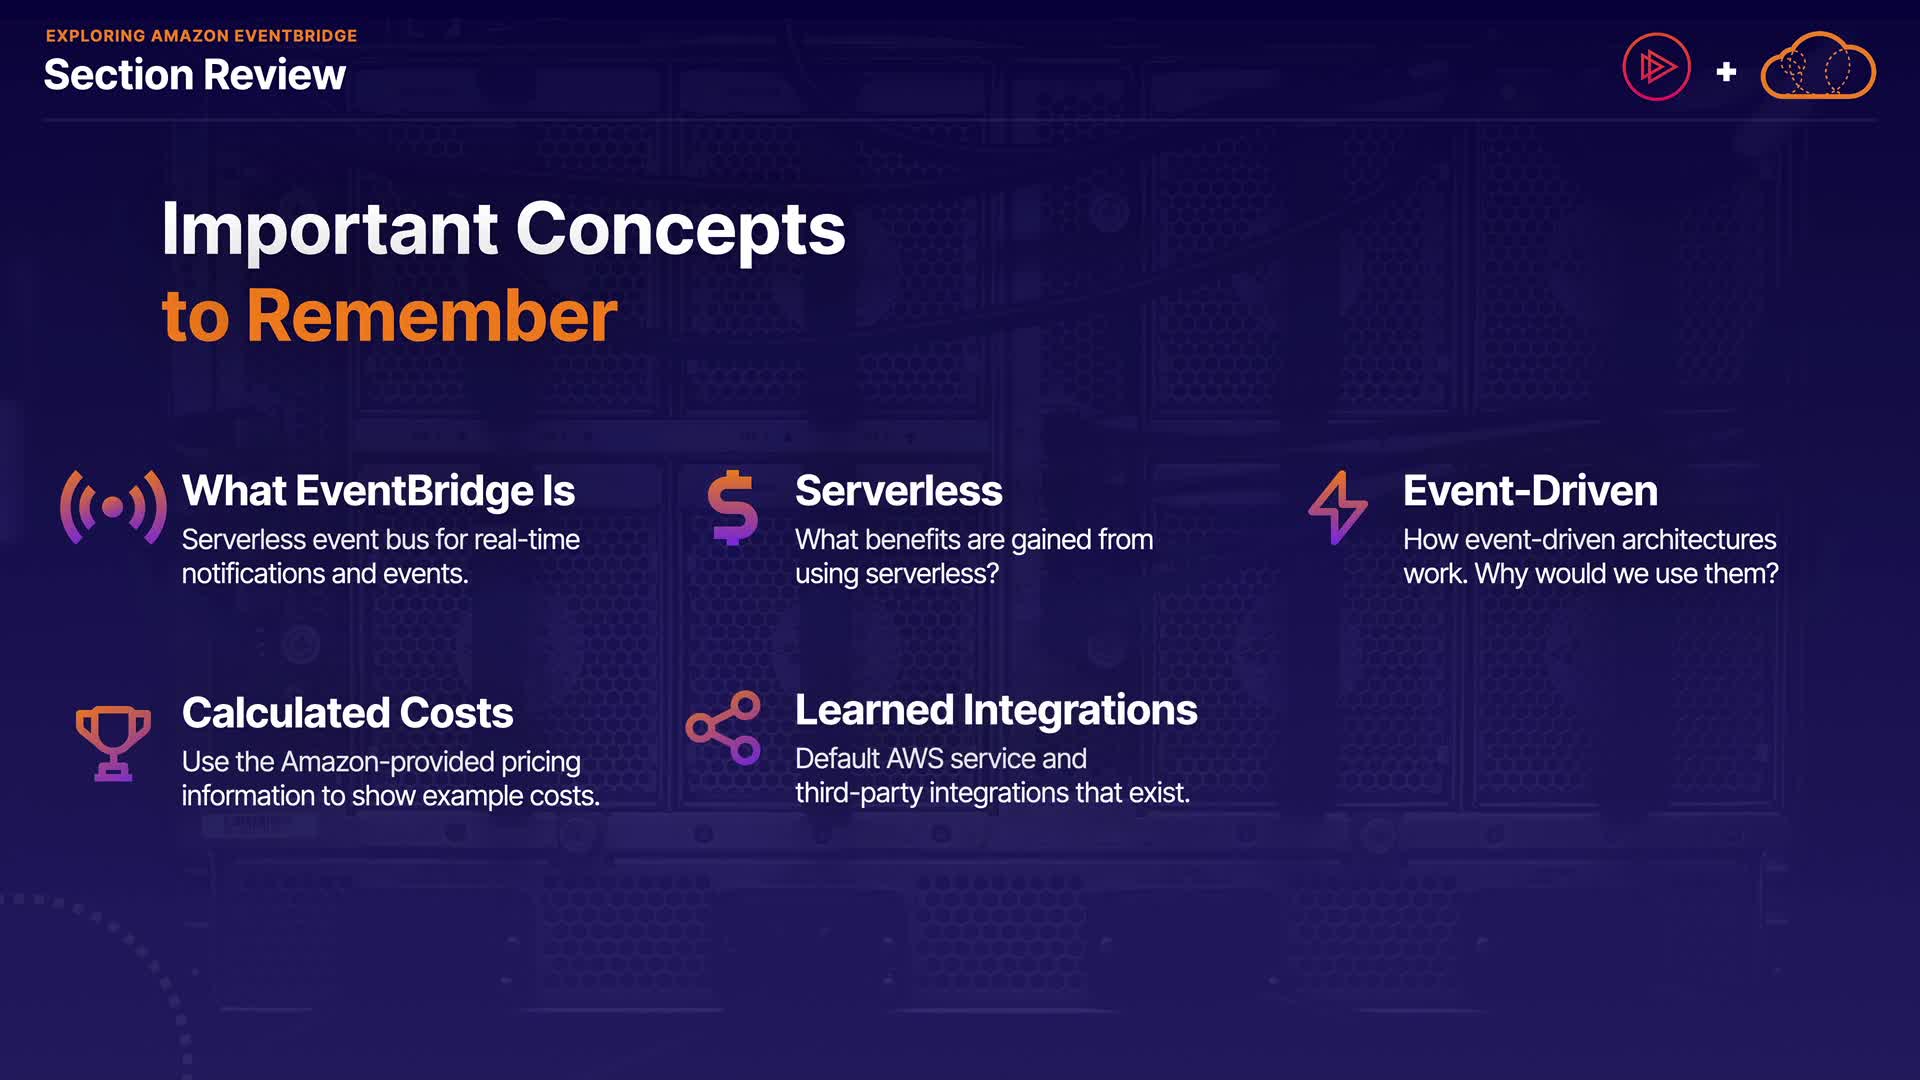 EXPLORING AMAZON EVENTBRIDGE
Section Review
Important Concepts
to Remember
What EventBridge Is
Serverless event bus for real-time
notifications and events.
Serverless
What benefits are gained from
using serverless?
Event-Driven
How event-driven architectures
work. Why would we use them?
Calculated Costs
Use the Amazon-provided pricing
information to show example costs.
Learned Integrations
Default AWS service and
third-party integrations that exist.